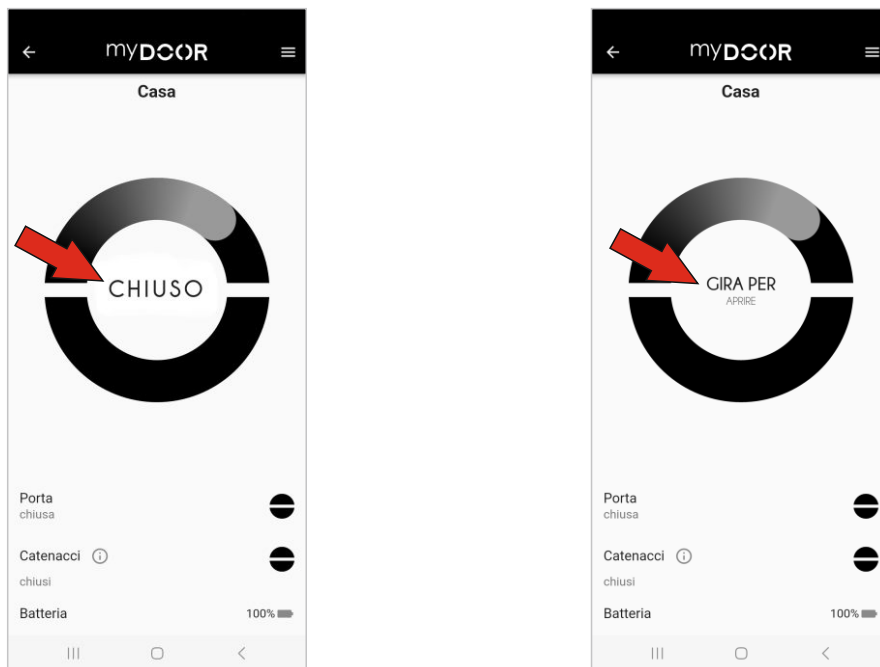 myDOOR
Casa
CHIUSO
Porta
chiusa
Catenacci
chiusi
Batteria
100%
myDOOR
Casa
GIRA PER
APRIRE
Porta
chiusa
Catenacci
chiusi
Batteria
100%